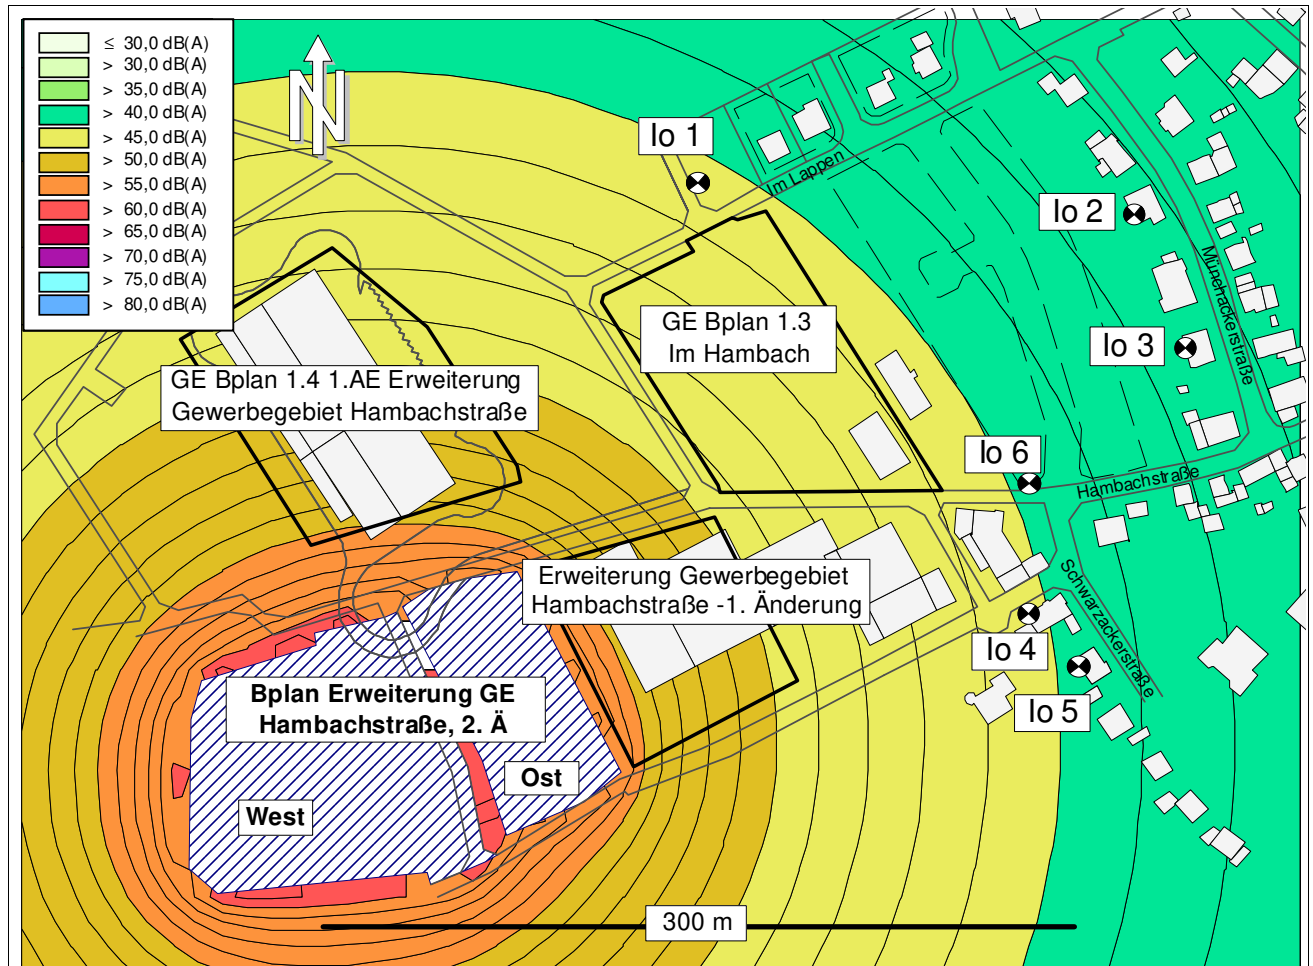 ≤ 30,0 dB(A)
> 30,0 dB(A)
> 35,0 dB(A)
> 40,0 dB(A)
> 45,0 dB(A)
> 50,0 dB(A)
> 55,0 dB(A)
> 60,0 dB(A)
> 65,0 dB(A)
> 70,0 dB(A)
> 75,0 dB(A)
> 80,0 dB(A)
N
Io 1
Im Lappen
Io 2
Münehackerstraße
GE Bplan 1.3
Im Hambach
Io 3
GE Bplan 1.4 1.AE Erweiterung
Gewerbegebiet Hambachstraße
Io 6
Hambachstraße
Erweiterung Gewerbegebiet
Hambachstraße -1. Änderung
Schwarzackerstraße
Io 4
Io 5
Bplan Erweiterung GE
Hambachstraße, 2. Ä
Ost
West
300 m